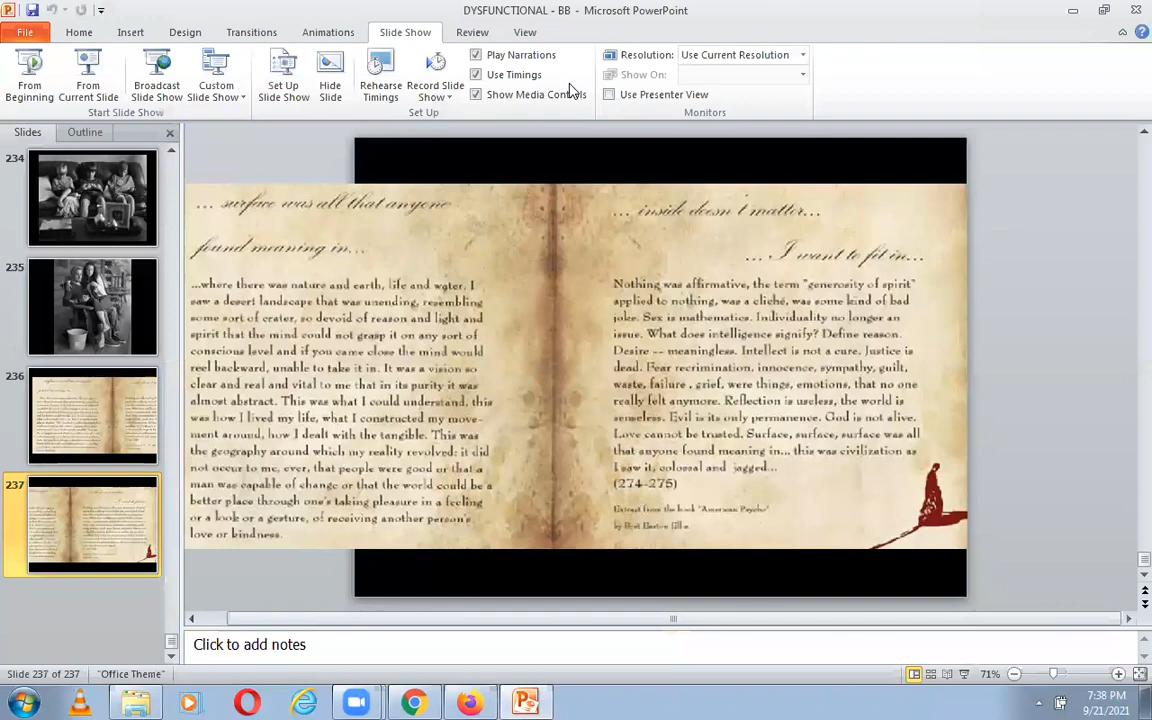 DYSFUNCTIONAL - BB - Microsoft PowerPoint
File Home Insert Design Transitions Animations Slide Show Review View
From Beginning
From Current Slide
Broadcast Slide Show
Custom Slide Show
Start Slide Show
Set Up Slide Show
Hide Slide
Rehearse Timings
Record Slide Show
Play Narrations
Use Timings
Show Media Controls
Set Up
Resolution: Use Current Resolution
Show On:
Use Presenter View
Monitors
Slides Outline
234
235
236
237
... surface was all that anyone
found meaning in...
...where there was nature and earth, life and water, I
saw a desert landscape that was unending, resembling
some sort of crater, so devoid of reason and light and
spirit that the mind could not grasp it on any sort of
conscious level and if you came close the mind would
reel backward, unable to take it in. It was a vision so
clear and real and vital to me that in its purity it was
almost abstract. This was what I could understand, this
was how I lived my life, what I constructed my move-
ment around, how I dealt with the tangible. This was
the geography around which my reality revolved: it did
not occur to me, ever, that people were good or that a
man was capable of change or that the world could be a
better place through one's taking pleasure in a feeling
or a look or a gesture, of receiving another person's
love or kindness.
... inside doesn't matter...
... I want to fit in...
Nothing was affirmative, the term "generosity of spirit"
applied to nothing, was a cliché, was some kind of bad
joke. Sex is mathematics. Individuality no longer an
issue. What does intelligence signify? Define reason.
Desire -- meaningless. Intellect is not a cure. Justice is
dead. Fear recrimination, innocence, sympathy, guilt,
waste, failure , grief, were things, emotions, that no one
really felt anymore. Reflection is useless, the world is
senseless. Evil is its only permanence. God is not alive.
Love cannot be trusted. Surface, surface, surface was all
that anyone found meaning in... this was civilization as
I saw it, colossal and jagged...
(274-275)
Extract from the book "American Psycho"
by Bret Easton Ellis
Click to add notes
Slide 237 of 237 "Office Theme" 71%
7:38 PM
9/21/2021